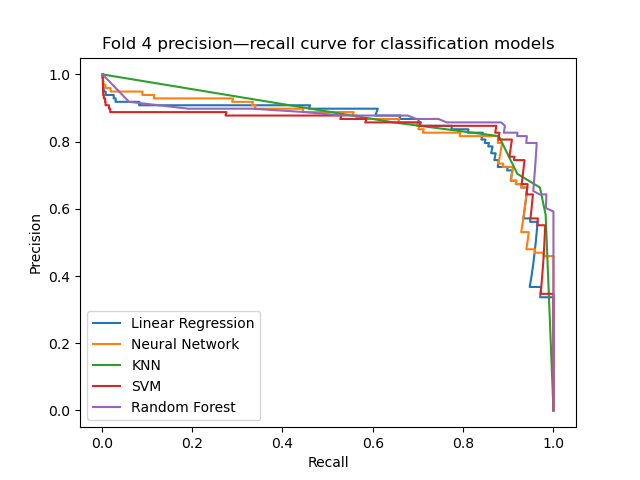 Fold 4 precision—recall curve for classification models
1.0
0.8
0.6
0.4
0.2
0.0
Precision
Linear Regression
Neural Network
KNN
SVM
Random Forest
0.0 0.2 0.4 0.6 0.8 1.0
Recall